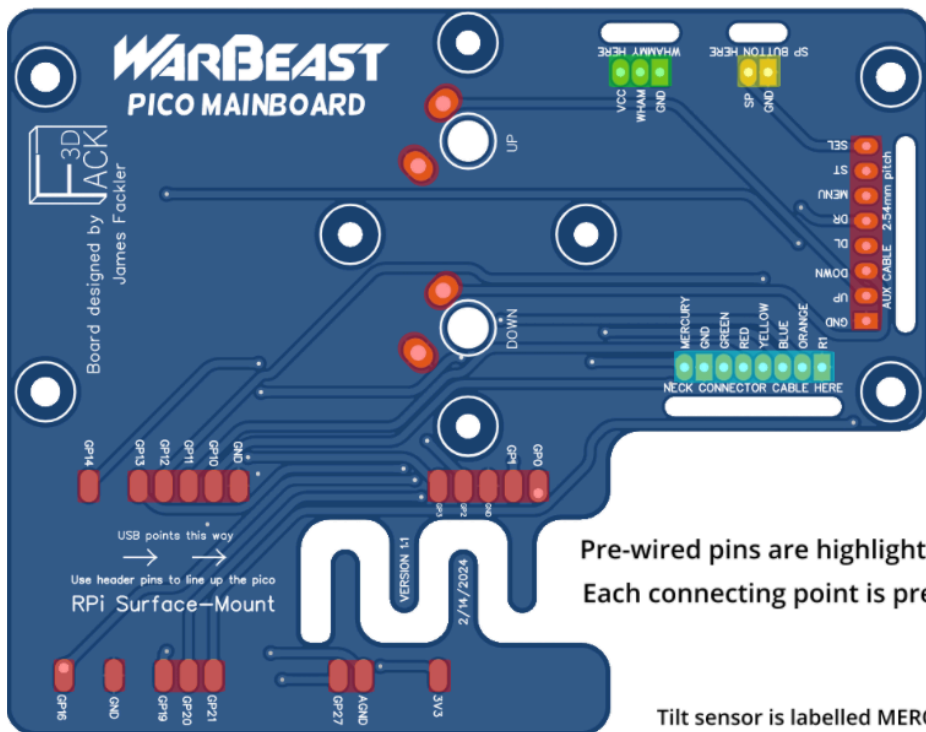 WARBEAST
PICO MAINBOARD
F3D
FACK
Board designed by
James Fackler
WHAMMY HERE
VCC
WHAM
GND
SP BUTTON HERE
SP
GND
UP
DOWN
SEL
ST
MENU
DR
DL
DOWN
UP
GND
AUX CABLE 2.54mm pitch
MERCURY
GND
GREEN
RED
YELLOW
BLUE
ORANGE
R1
NECK CONNECTOR CABLE HERE
GP14
GP13
GP12
GP11
GP10
GND
GP3
GP2
GND
GP1
GP0
USB points this way
Use header pins to line up the pico
RPi Surface-Mount
VERSION 1.1
2/14/2024
Pre-wired pins are highlight
Each connecting point is pre
GP16
GND
GP19
GP20
GP21
GP27
AGND
3V3
Tilt sensor is labelled MERC